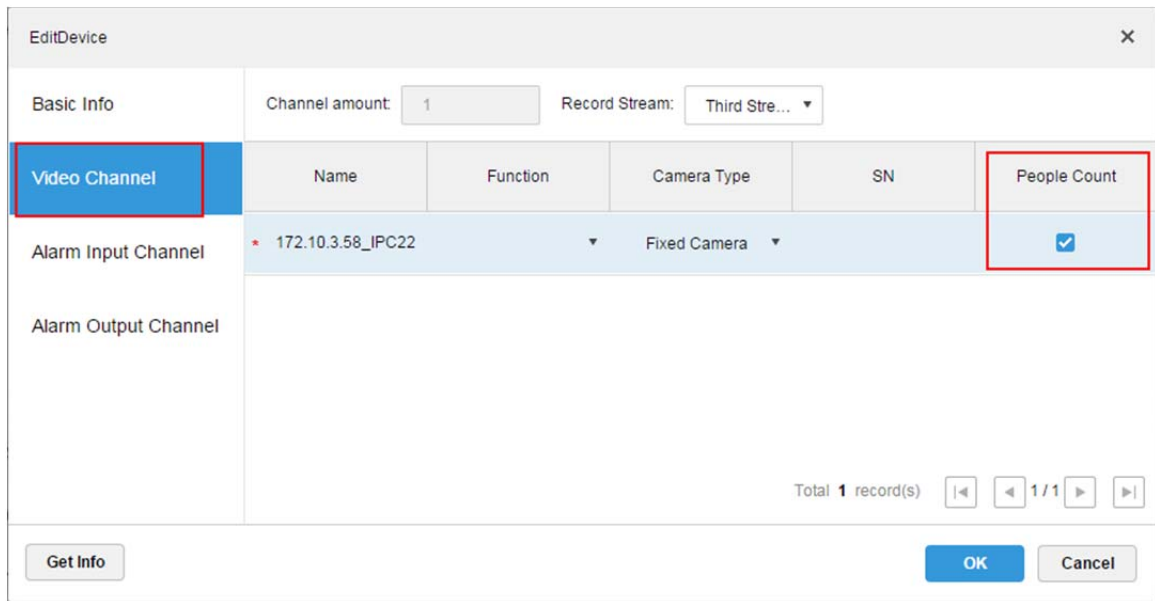 EditDevice
Basic Info
Channel amount: 1 Record Stream: Third Stre...
Video Channel
Name Function Camera Type SN People Count
Alarm Input Channel
* 172.10.3.58_IPC22 Fixed Camera
Alarm Output Channel
Total 1 record(s) 1 / 1
Get Info OK Cancel